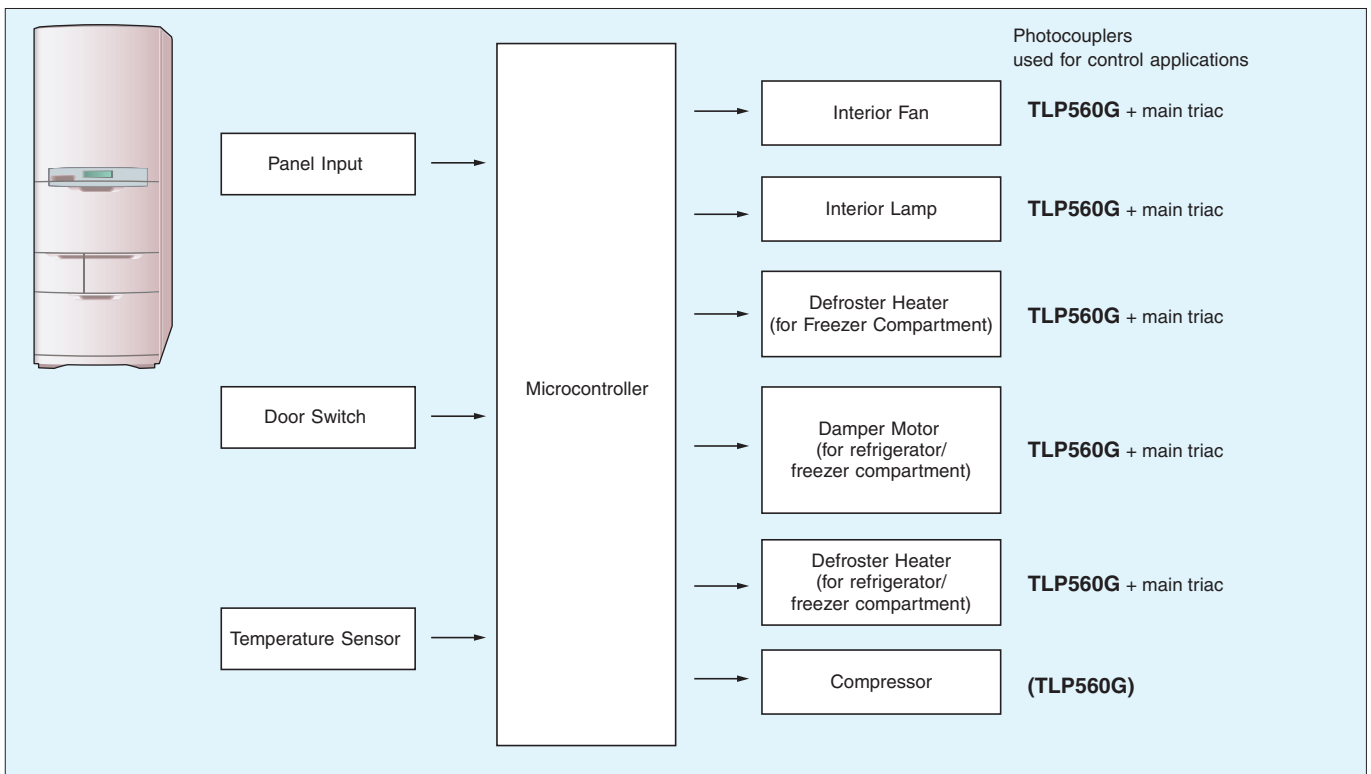 Photocouplers
used for control applications
Panel Input
Door Switch
Temperature Sensor
Microcontroller
Interior Fan
TLP560G + main triac
Interior Lamp
TLP560G + main triac
Defroster Heater
(for Freezer Compartment)
TLP560G + main triac
Damper Motor
(for refrigerator/
freezer compartment)
TLP560G + main triac
Defroster Heater
(for refrigerator/
freezer compartment)
TLP560G + main triac
Compressor
(TLP560G)